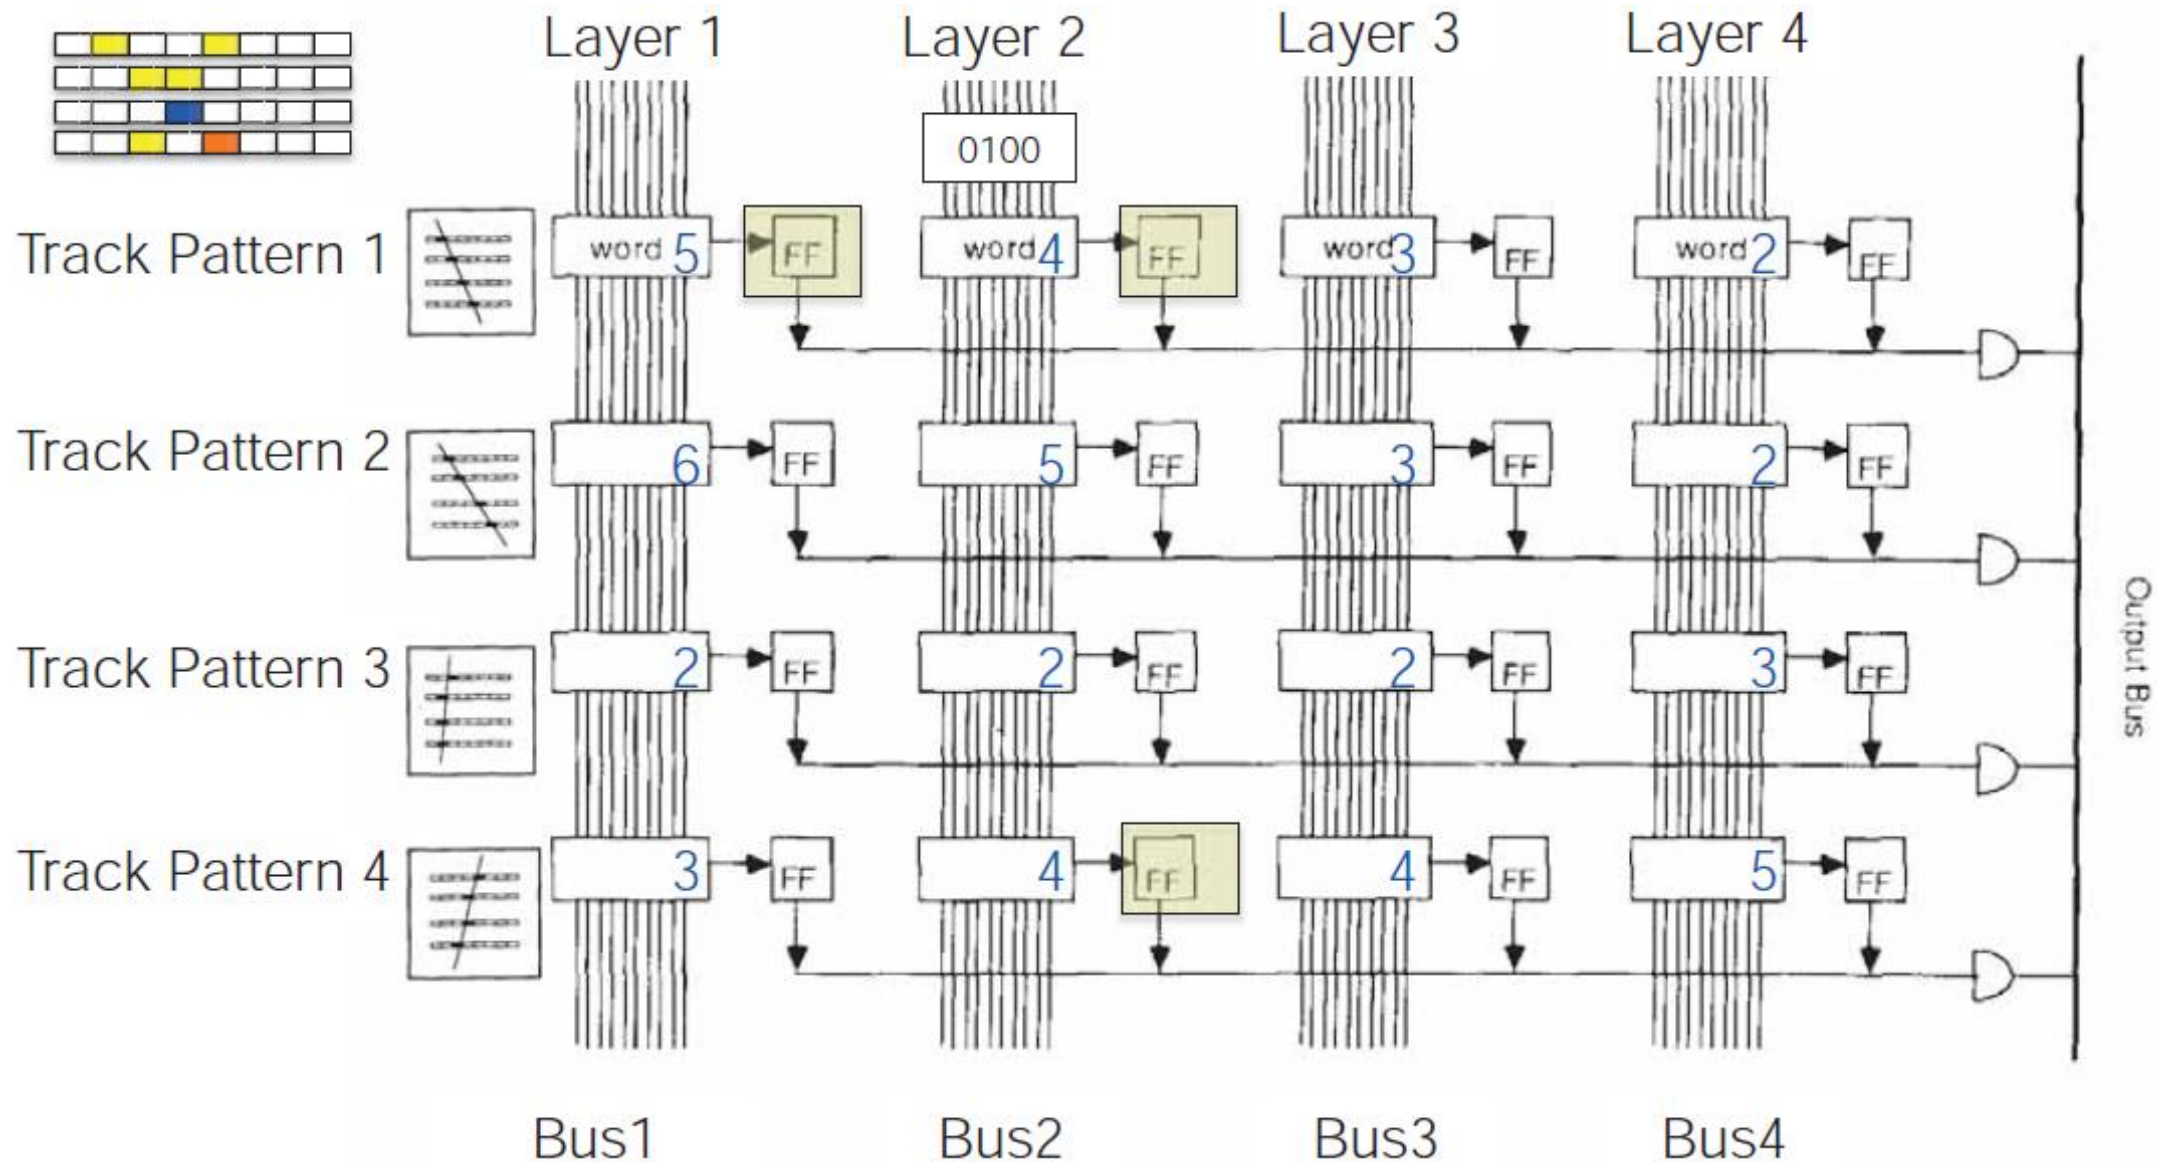 Layer 1 Layer 2 Layer 3 Layer 4
0100
Track Pattern 1 word 5 FF word 4 FF word 3 FF word 2 FF
Track Pattern 2 6 FF 5 FF 3 FF 2 FF
Output Bus
Track Pattern 3 2 FF 2 FF 2 FF 3 FF
Track Pattern 4 3 FF 4 FF 4 FF 5 FF
Bus1 Bus2 Bus3 Bus4